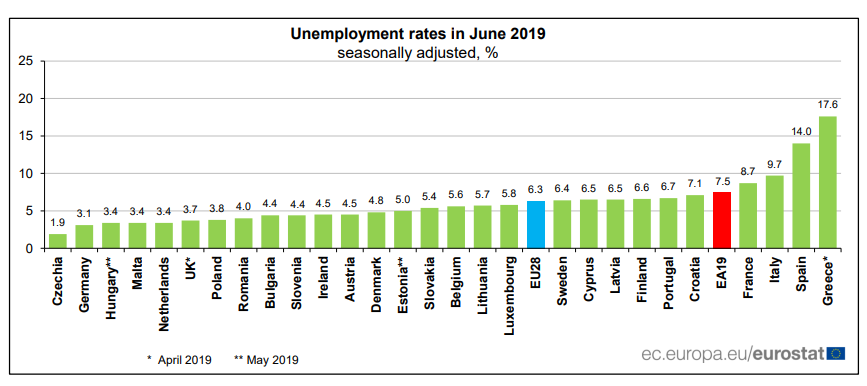 Unemployment rates in June 2019
seasonally adjusted, %
25
20
15
10
5
0
1.9
3.1
3.4
3.4
3.4
3.7
3.8
4.0
4.4
4.4
4.5
4.5
4.8
5.0
5.4
5.6
5.7
5.8
6.3
6.4
6.5
6.5
6.6
6.7
7.1
7.5
8.7
9.7
14.0
17.6
Czechia
Germany
Hungary**
Malta
Netherlands
UK*
Poland
Romania
Bulgaria
Slovenia
Ireland
Austria
Denmark
Estonia**
Slovakia
Belgium
Lithuania
Luxembourg
EU28
Sweden
Cyprus
Latvia
Finland
Portugal
Croatia
EA19
France
Italy
Spain
Greece*
* April 2019 ** May 2019
ec.europa.eu/eurostat